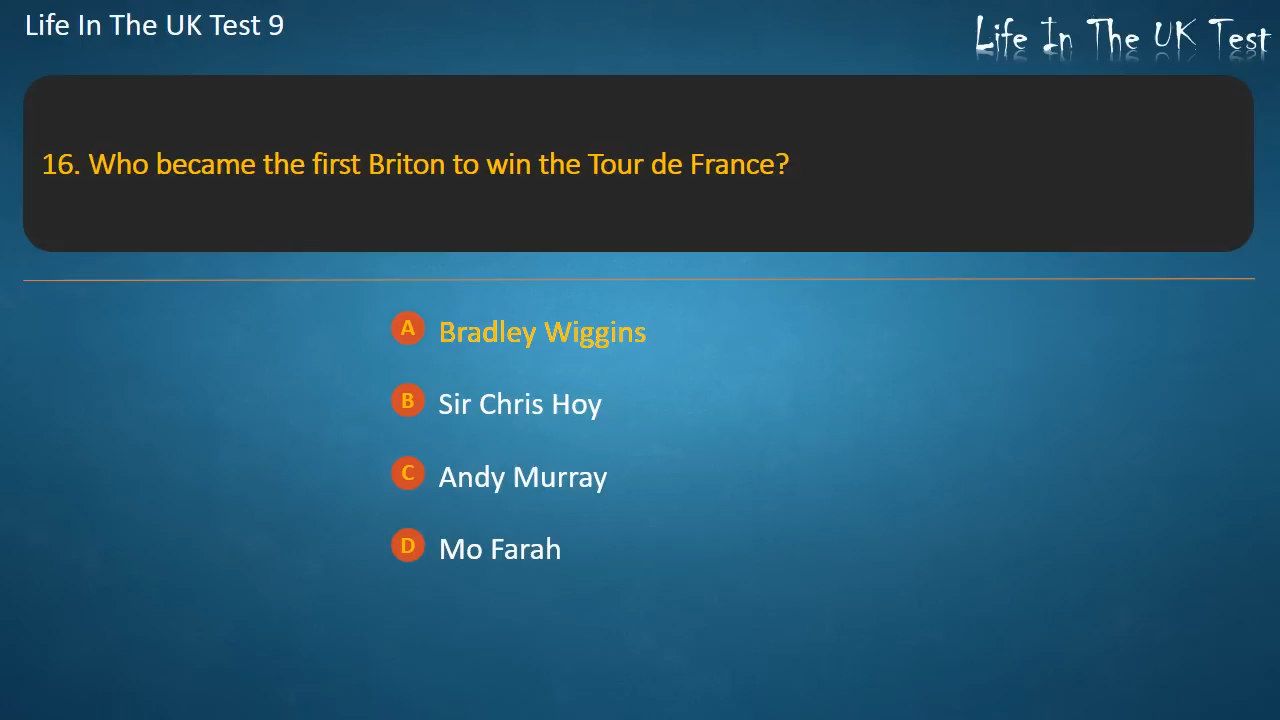 Life In The UK Test 9
Life In The UK Test
16. Who became the first Briton to win the Tour de France?
A Bradley Wiggins
B Sir Chris Hoy
C Andy Murray
D Mo Farah